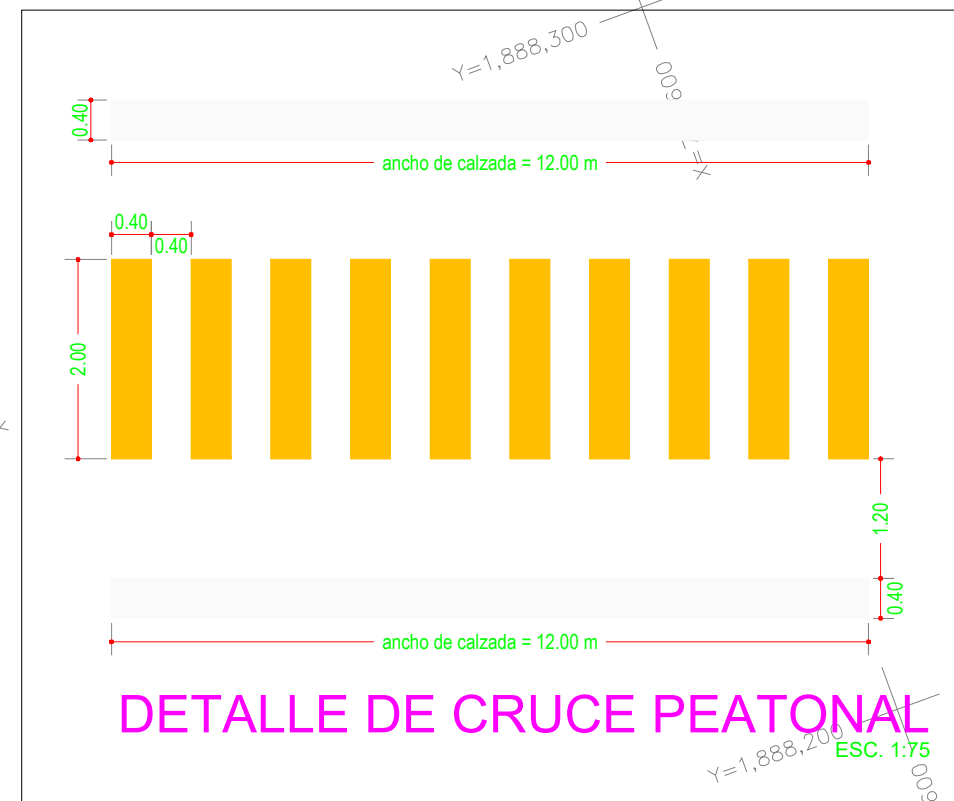 Y=1,888,300
600
0.40
ancho de calzada = 12.00 m
0.40
0.40
2.00
1.20
0.40
ancho de calzada = 12.00 m
DETALLE DE CRUCE PEATONAL
ESC. 1:75
Y=1,888,200
600